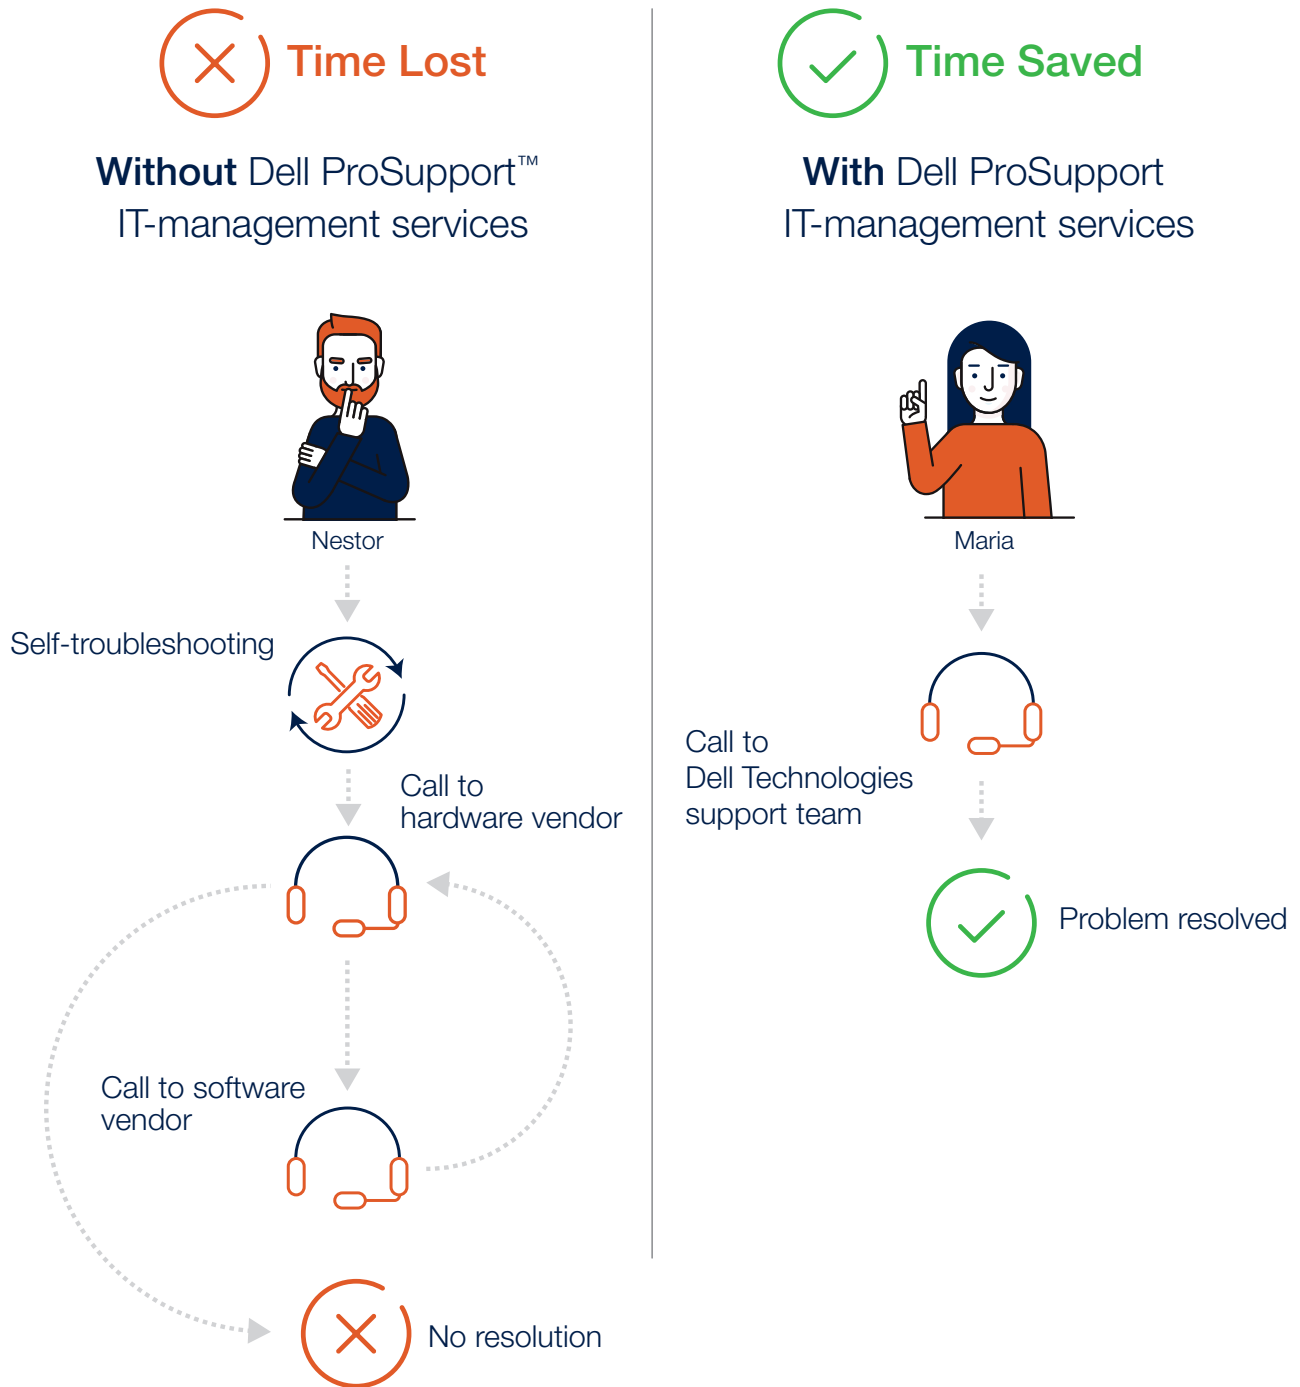 Time Lost
Without Dell ProSupport™
IT-management services
Nestor
Self-troubleshooting
Call to
hardware vendor
Call to software
vendor
No resolution
Time Saved
With Dell ProSupport
IT-management services
Maria
Call to
Dell Technologies
support team
Problem resolved